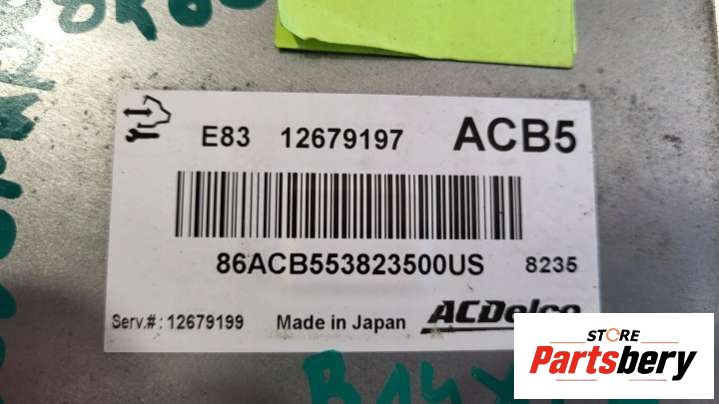 E83 12679197 ACB5
86ACB553823500US 8235
Serv.#: 12679199 Made in Japan ACDelco
STORE
Partsbery